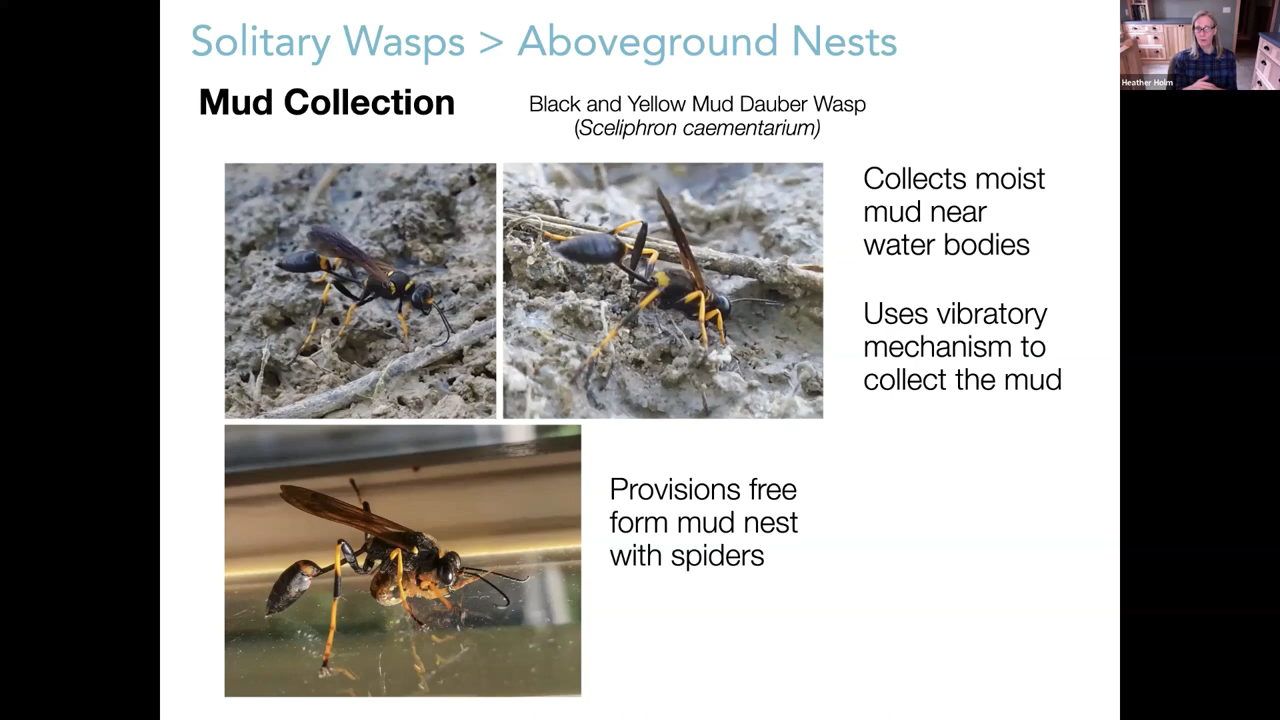 Solitary Wasps > Aboveground Nests
Mud Collection
Black and Yellow Mud Dauber Wasp
(Sceliphron caementarium)
Collects moist
mud near
water bodies
Uses vibratory
mechanism to
collect the mud
Provisions free
form mud nest
with spiders
Heather Holm